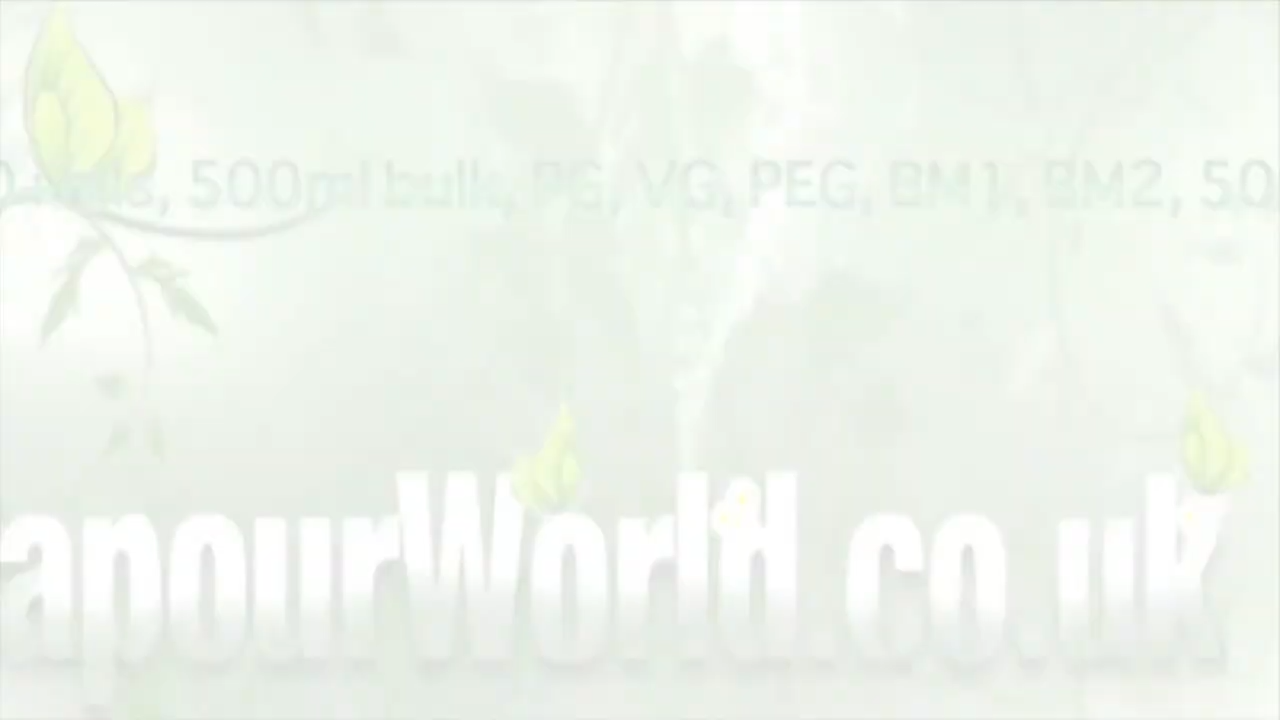 500ml bulk, PG, VG, PEG, BM1, BM2, 50
apourWorld.co.uk